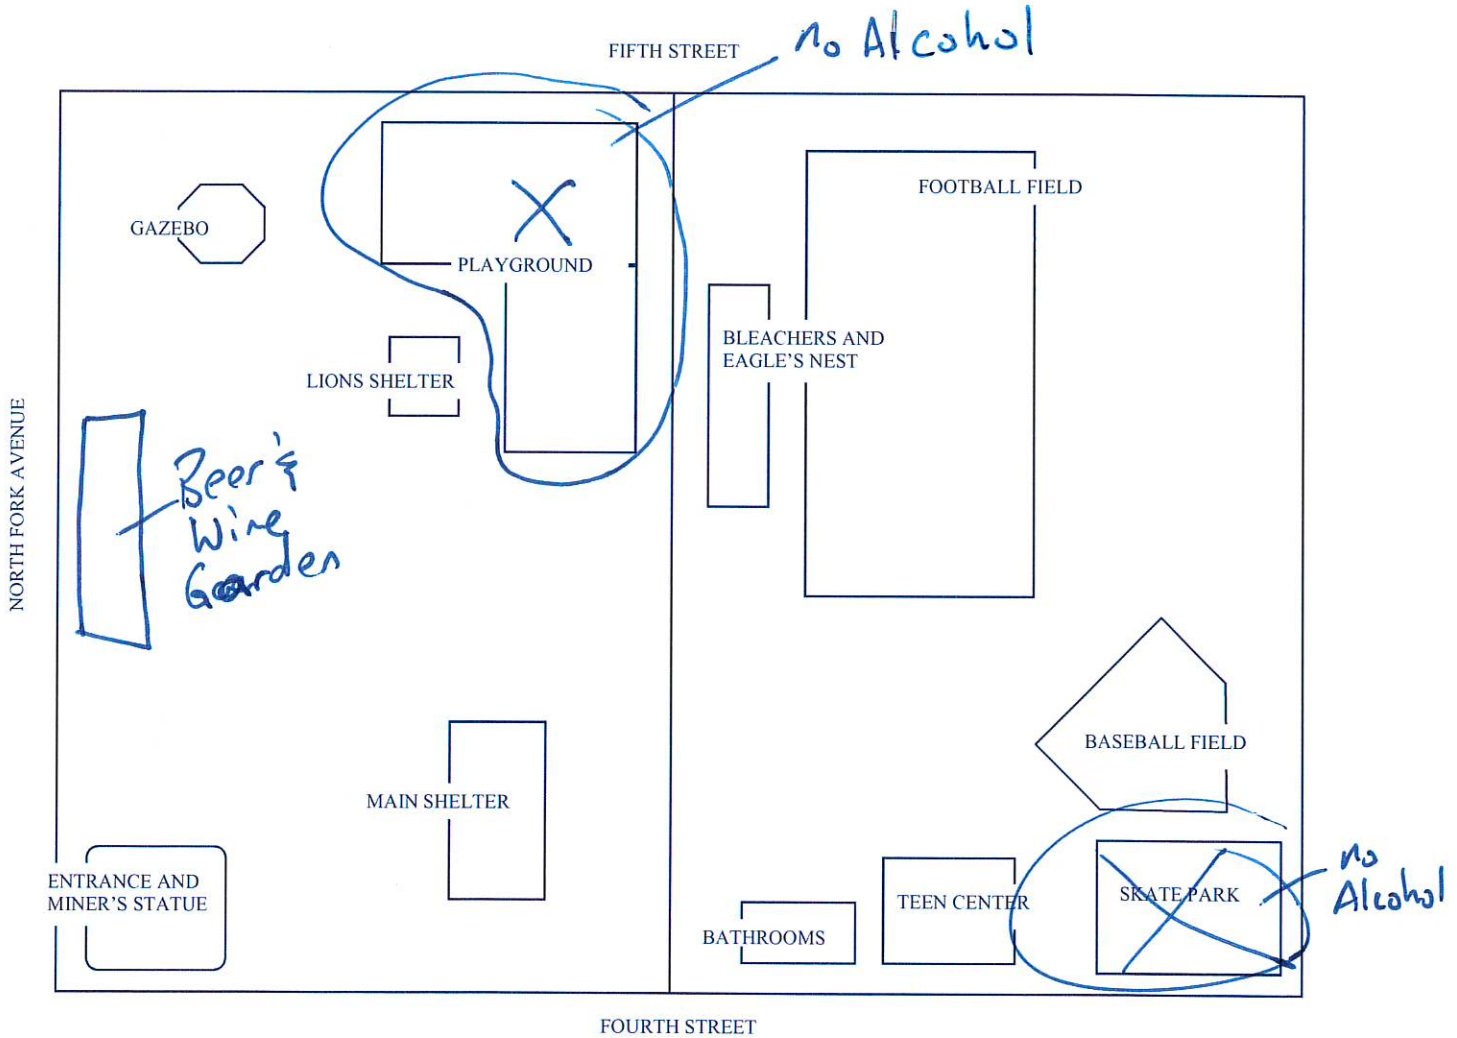 FIFTH STREET
no Alcohol
FOOTBALL FIELD
GAZEBO
PLAYGROUND
BLEACHERS AND
EAGLE'S NEST
LIONS SHELTER
NORTH FORK AVENUE
Beer &
Wine
Garden
BASEBALL FIELD
MAIN SHELTER
ENTRANCE AND
MINER'S STATUE
TEEN CENTER
SKATE PARK
no
Alcohol
BATHROOMS
FOURTH STREET